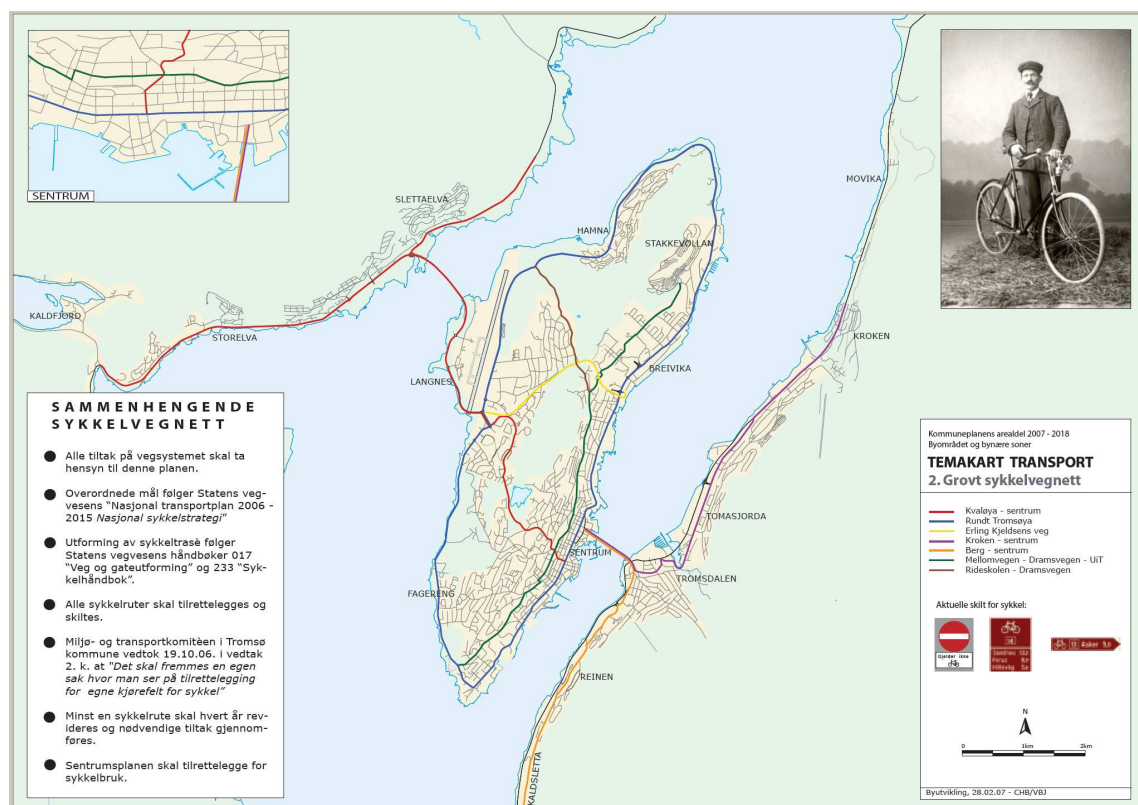 SENTRUM
SLETTAELVA
HAMNA
STAKKEVOLLAN
MOVIKA
KALDFJORD
STORELVA
KROKEN
LANGNES
BREIVIKA
TOMASJORDA
SENTRUM
TROMSDALEN
FAGERENG
REINEN
KALDSLETTA
SAMMENHENGENDE
SYKKELVEGNETT
● Alle tiltak på vegsystemet skal ta
hensyn til denne planen.
● Overordnede mål følger Statens veg-
vesens “Nasjonal transportplan 2006 -
2015 Nasjonal sykkelstrategi”
● Utforming av sykkeltrasè følger
Statens vegvesens håndbøker 017
“Veg og gateutforming” og 233 “Syk-
kelhåndbok”.
● Alle sykkelruter skal tilrettelegges og
skiltes.
● Miljø- og transportkomitèen i Tromsø
kommune vedtok 19.10.06. i vedtak
2. k. at “Det skal fremmes en egen
sak hvor man ser på tilrettelegging
for egne kjørefelt for sykkel”
● Minst en sykkelrute skal hvert år rev-
ideres og nødvendige tiltak gjennom-
føres.
● Sentrumsplanen skal tilrettelegge for
sykkelbruk.
Kommuneplanens arealdel 2007 - 2018
Byområdet og bynære soner
TEMAKART TRANSPORT
2. Grovt sykkelvegnett
Kvaløya - sentrum
Rundt Tromsøya
Erling Kjeldsens veg
Kroken - sentrum
Berg - sentrum
Mellomvegen - Dramsvegen - UiT
Rideskolen - Dramsvegen
Aktuelle skilt for sykkel:
Gjelder ikke
Asker
N
0 1km 2km
Byutvikling, 28.02.07 - CHB/VBJ